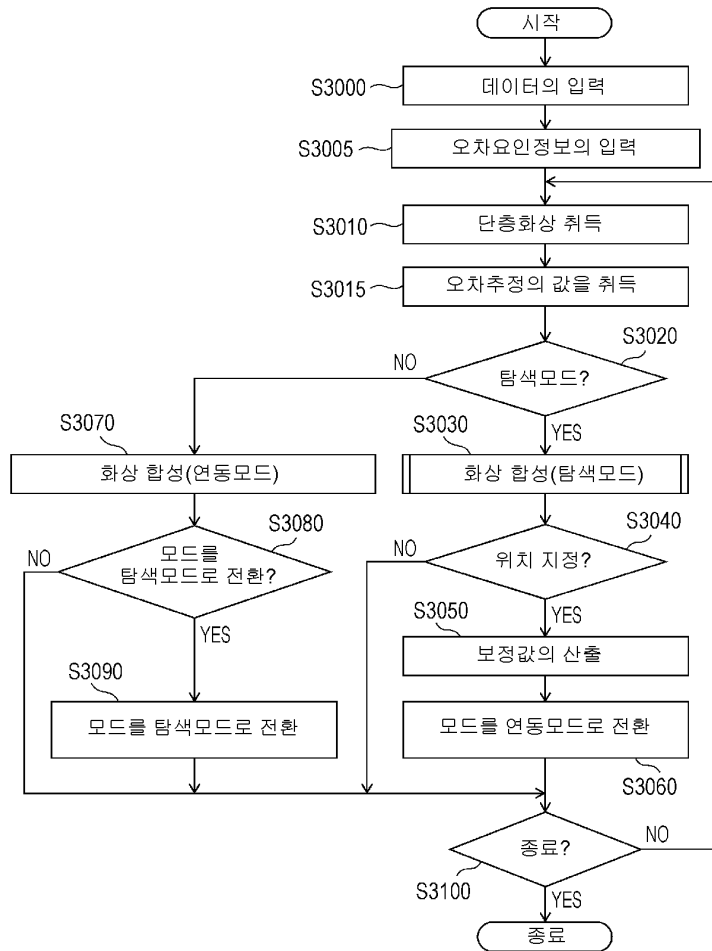 시작
S3000
데이터의 입력
S3005
오차요인정보의 입력
S3010
단층화상 취득
S3015
오차추정의 값을 취득
S3020
NO
탐색모드?
YES
S3070
S3030
화상 합성(연동모드)
화상 합성(탐색모드)
S3080
S3040
NO
모드를
탐색모드로 전환?
NO
위치 지정?
YES
YES
S3050
보정값의 산출
S3090
모드를 탐색모드로 전환
모드를 연동모드로 전환
S3060
종료?
NO
S3100
YES
종료